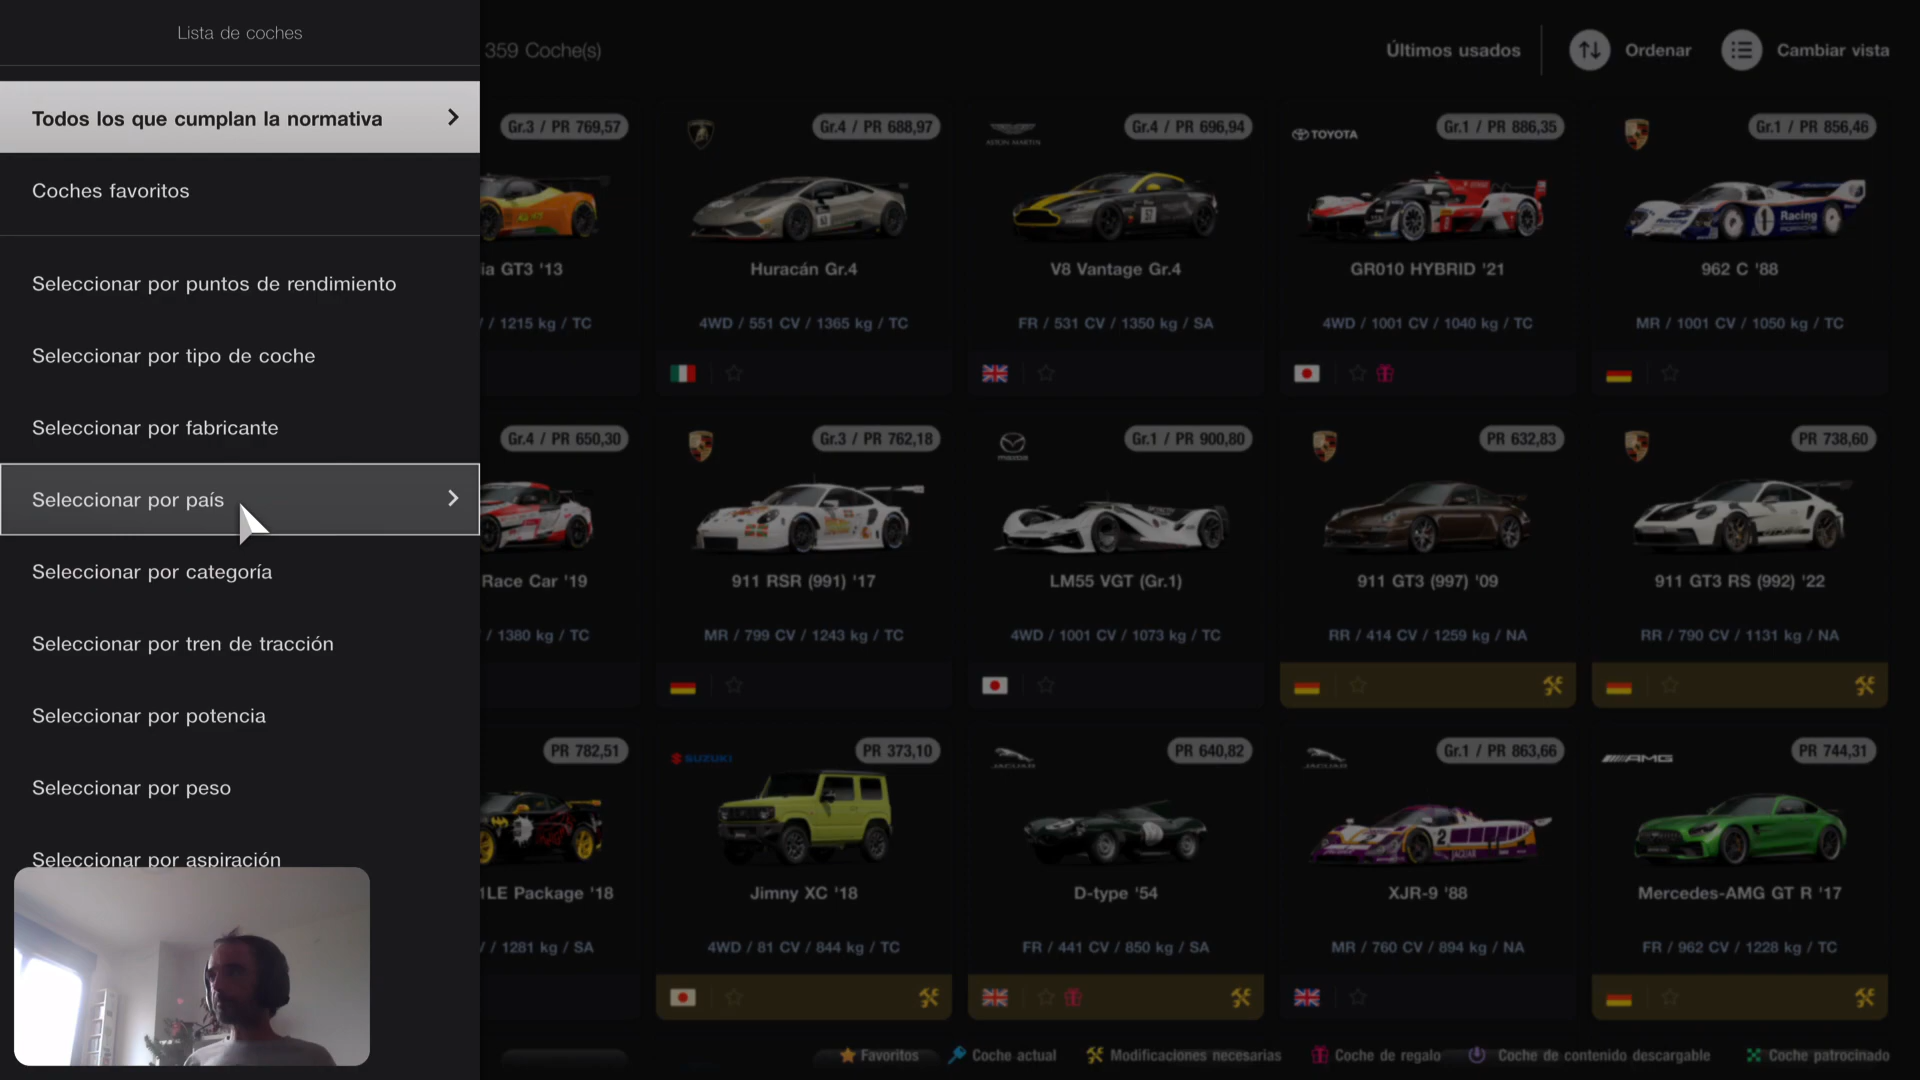 Lista de coches
Todos los que cumplan la normativa
Coches favoritos
Seleccionar por puntos de rendimiento
Seleccionar por tipo de coche
Seleccionar por fabricante
Seleccionar por país
Seleccionar por categoría
Seleccionar por tren de tracción
Seleccionar por potencia
Seleccionar por peso
Seleccionar por aspiración
359 Coche(s)
Últimos usados
Ordenar
Cambiar vista
Gr.3 / PR 769,57
ia GT3 '13
/ / 1215 kg / TC
Gr.4 / PR 688,97
Huracán Gr.4
4WD / 551 CV / 1365 kg / TC
ASTON MARTIN
Gr.4 / PR 696,94
V8 Vantage Gr.4
FR / 531 CV / 1350 kg / SA
TOYOTA
Gr.1 / PR 886,35
GR010 HYBRID '21
4WD / 1001 CV / 1040 kg / TC
Gr.1 / PR 856,46
1 Racing
962 C '88
MR / 1001 CV / 1050 kg / TC
Gr.4 / PR 650,30
Race Car '19
/ 1380 kg / TC
Gr.3 / PR 762,18
911 RSR (991) '17
MR / 799 CV / 1243 kg / TC
mazda
Gr.1 / PR 900,80
LM55 VGT (Gr.1)
4WD / 1001 CV / 1073 kg / TC
PR 632,83
911 GT3 (997) '09
RR / 414 CV / 1259 kg / NA
PR 738,60
911 GT3 RS (992) '22
RR / 790 CV / 1131 kg / NA
PR 782,51
1LE Package '18
/ / 1281 kg / SA
SUZUKI
PR 373,10
Jimny XC '18
4WD / 81 CV / 844 kg / TC
JAGUAR
PR 640,82
D-type '54
FR / 441 CV / 850 kg / SA
JAGUAR
Gr.1 / PR 863,66
2
JAGUAR
XJR-9 '88
MR / 760 CV / 894 kg / NA
AMG
PR 744,31
Mercedes-AMG GT R '17
FR / 962 CV / 1228 kg / TC
Favoritos
Coche actual
Modificaciones necesarias
Coche de regalo
Coche de contenido descargable
Coche patrocinado